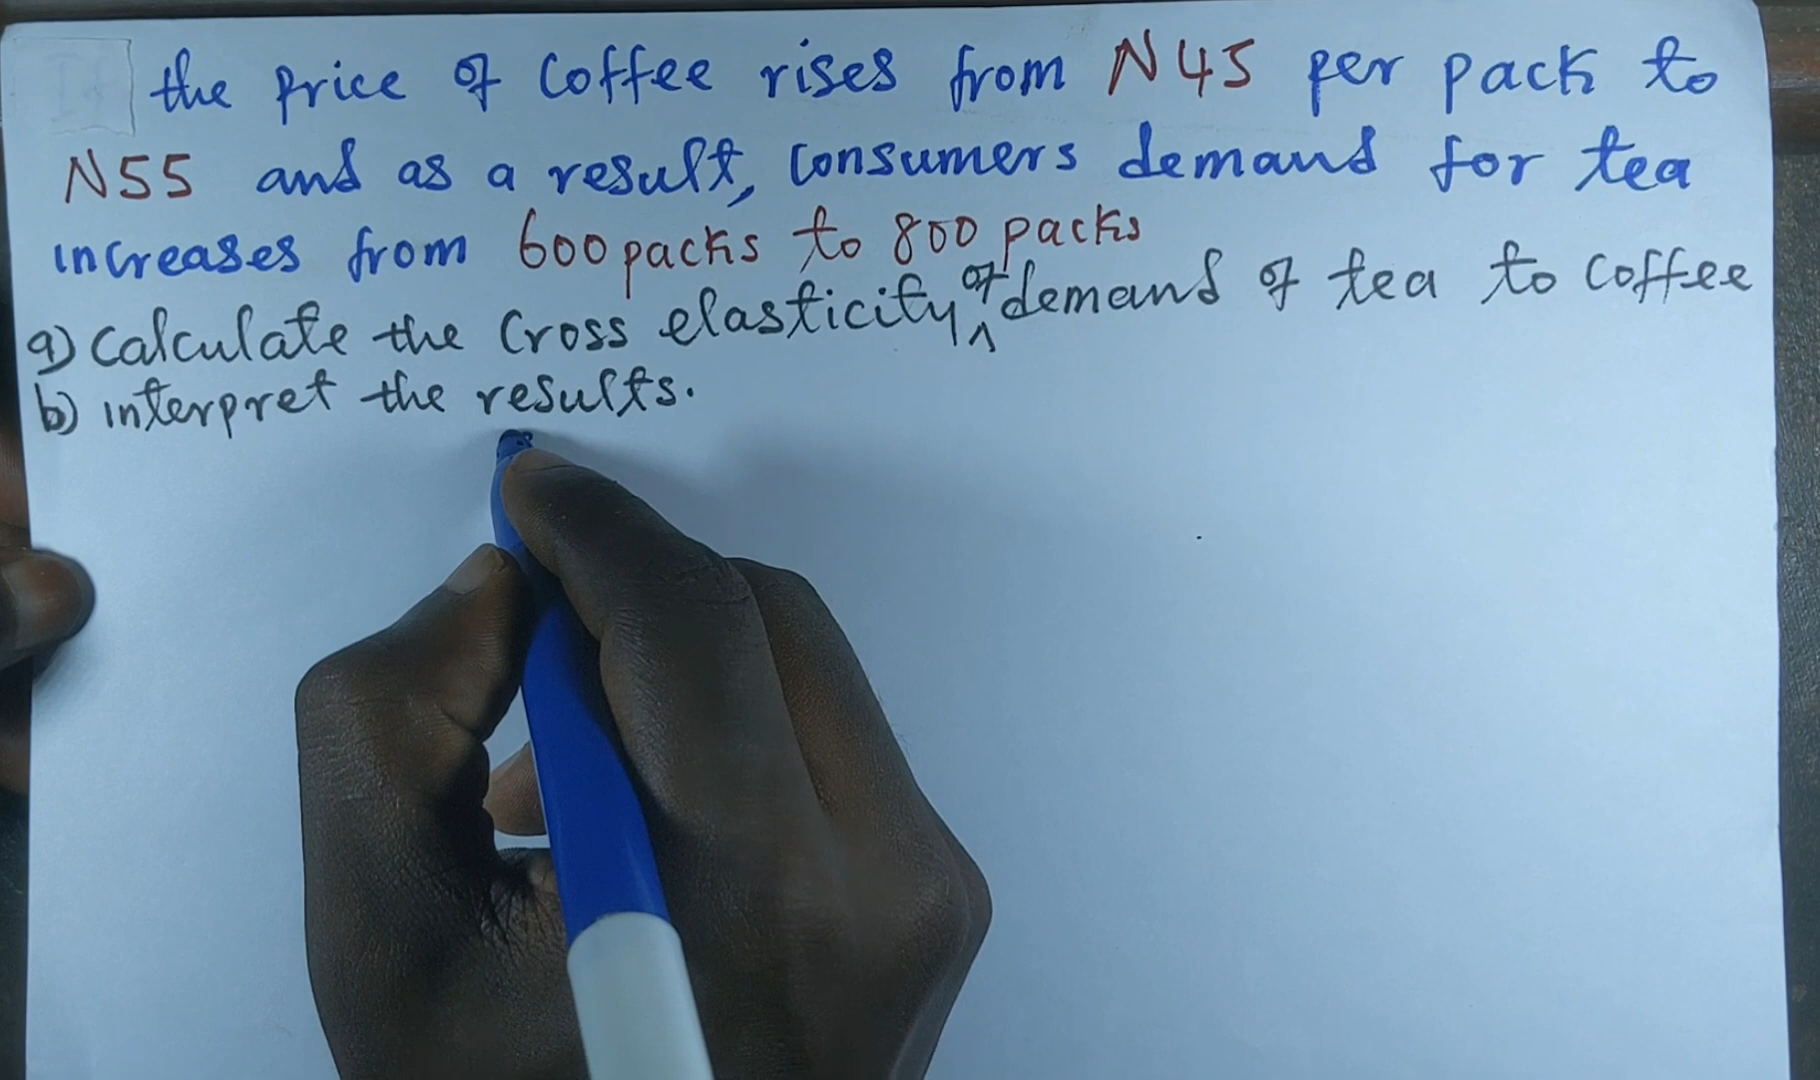 If the price of Coffee rises from N45 per pack to
N55 and as a result, consumers demand for tea
increases from 600 packs to 800 packs
a) Calculate the Cross elasticity of demand of tea to Coffee
b) interpret the results.